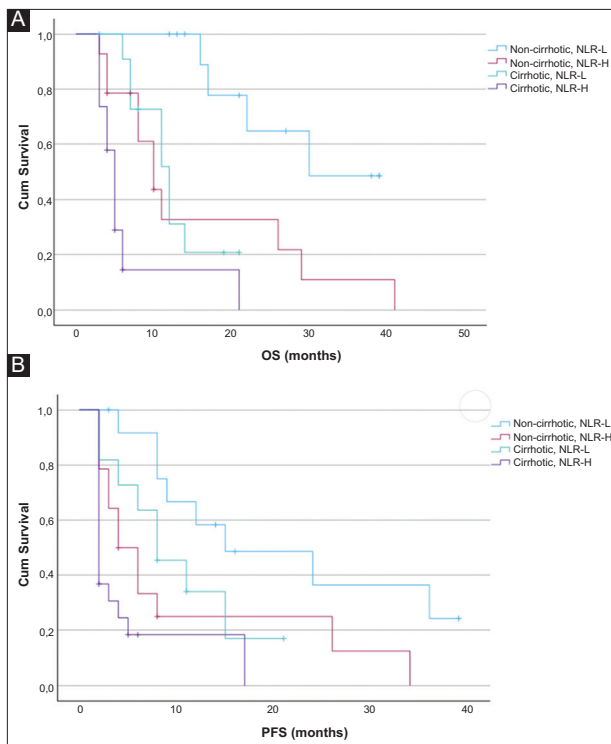 A
Non-cirrhotic, NLR-L
Non-cirrhotic, NLR-H
Cirrhotic, NLR-L
Cirrhotic, NLR-H
Cum Survival
1,0
0,8
0,6
0,4
0,2
0,0
0 10 20 30 40 50
OS (months)
B
Non-cirrhotic, NLR-L
Non-cirrhotic, NLR-H
Cirrhotic, NLR-L
Cirrhotic, NLR-H
Cum Survival
1,0
0,8
0,6
0,4
0,2
0,0
0 10 20 30 40
PFS (months)